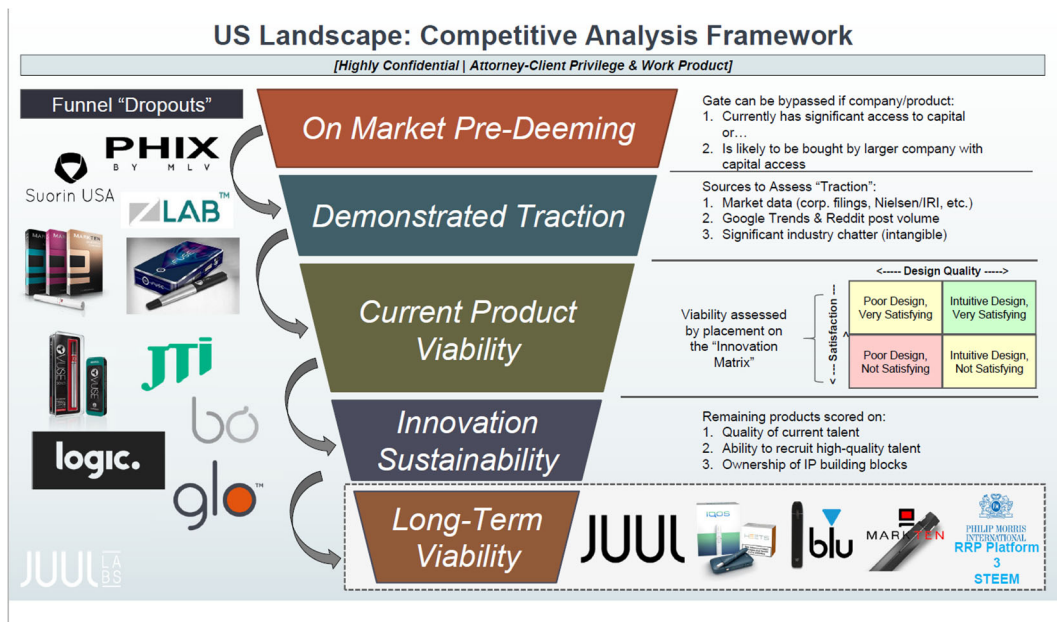 US Landscape: Competitive Analysis Framework
[Highly Confidential | Attorney-Client Privilege & Work Product]
Funnel “Dropouts”
PHIX
BY MLV
Suorin USA
ZLAB™
MARKTEN
VUSE
VUSE
JTi
bo
logic.
glo™
JUUL
LABS
On Market Pre-Deeming
Demonstrated Traction
Current Product
Viability
Innovation
Sustainability
Long-Term
Viability
Gate can be bypassed if company/product:
1. Currently has significant access to capital
or…
2. Is likely to be bought by larger company with
capital access
Sources to Assess “Traction”:
1. Market data (corp. filings, Nielsen/IRI, etc.)
2. Google Trends & Reddit post volume
3. Significant industry chatter (intangible)
<----- Design Quality ----->
Viability assessed
by placement on
the “Innovation
Matrix”
<--- Satisfaction --->
Poor Design,
Very Satisfying
Intuitive Design,
Very Satisfying
Poor Design,
Not Satisfying
Intuitive Design,
Not Satisfying
Remaining products scored on:
1. Quality of current talent
2. Ability to recruit high-quality talent
3. Ownership of IP building blocks
JUUL
IQOS
HEETS
blu
MARKTEN
PHILIP MORRIS
INTERNATIONAL
RRP Platform
3
STEEM